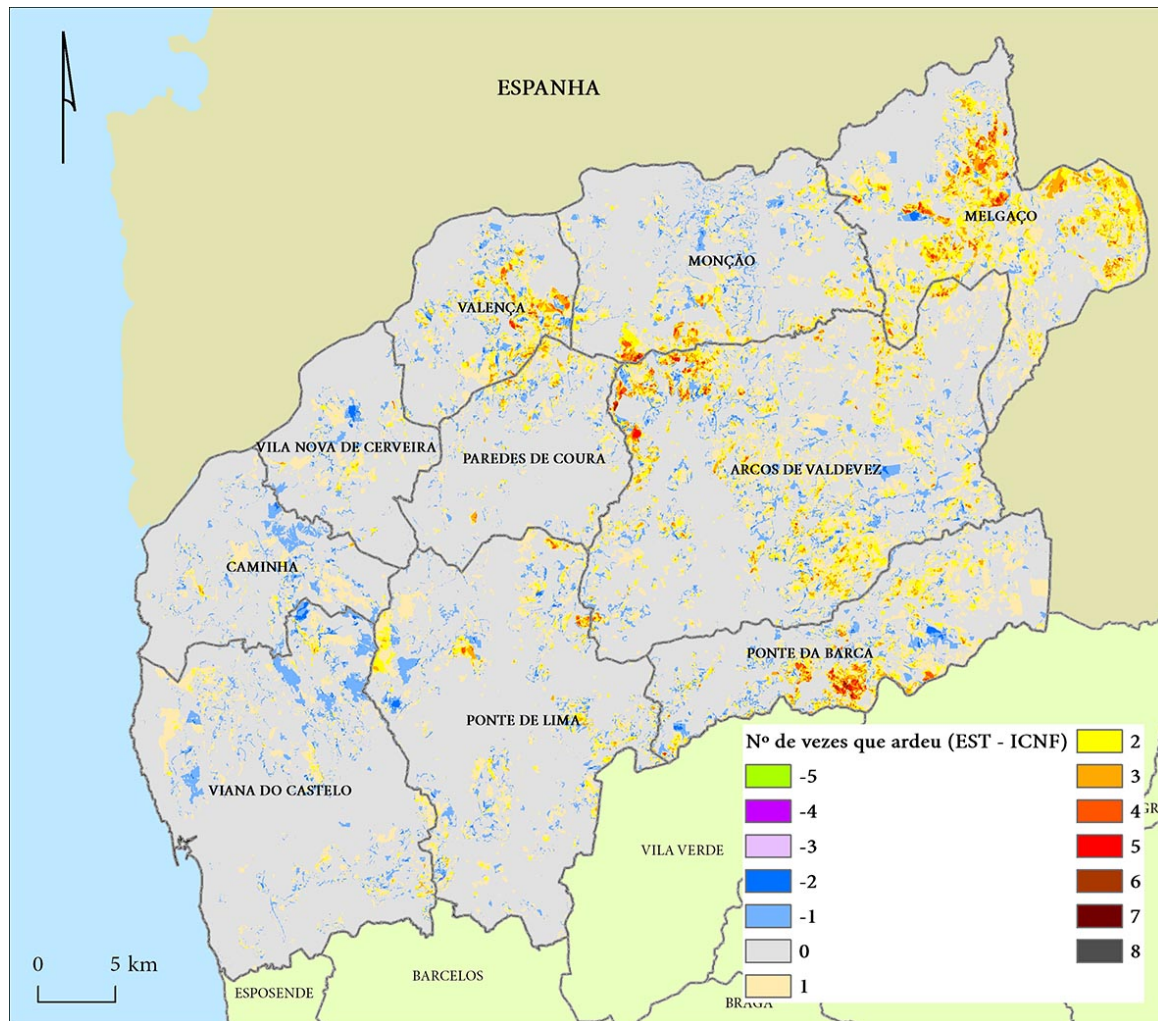 ESPANHA
MELGAÇO
MONÇÃO
VALENÇA
VILA NOVA DE CERVEIRA
PAREDES DE COURA
ARCOS DE VALDEVEZ
CAMINHA
PONTE DA BARCA
PONTE DE LIMA
VIANA DO CASTELO
VILA VERDE
BARCELOS
ESPOSENDE
BRAGA
GR
0 5 km
Nº de vezes que ardeu (EST - ICNF)
-5
-4
-3
-2
-1
0
1
2
3
4
5
6
7
8